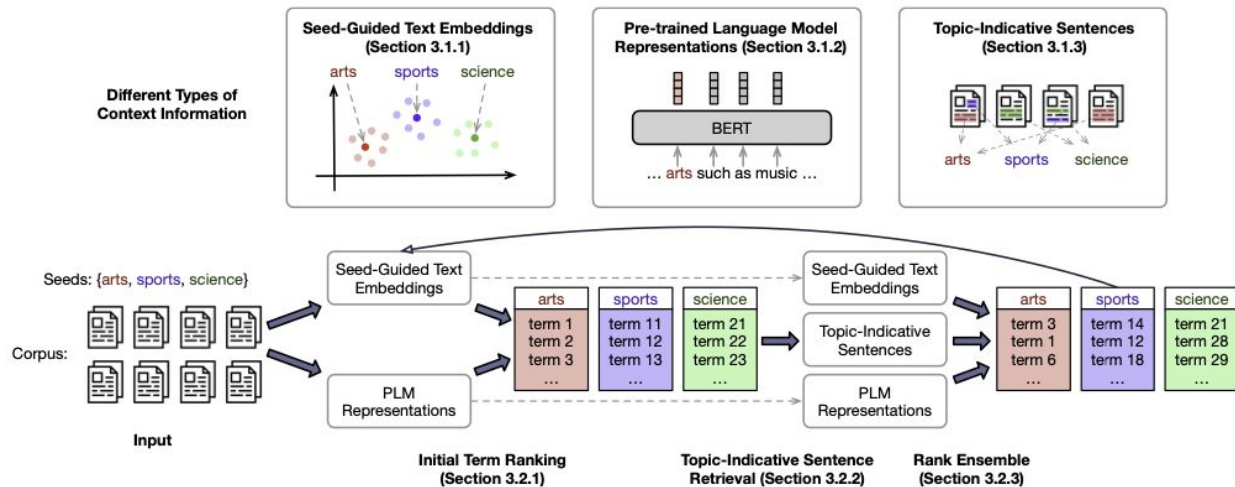 Different Types of
Context Information
Seed-Guided Text Embeddings
(Section 3.1.1)
arts sports science
Pre-trained Language Model
Representations (Section 3.1.2)
BERT
... arts such as music ...
Topic-Indicative Sentences
(Section 3.1.3)
arts sports science
Seeds: {arts, sports, science}
Corpus:
Input
Seed-Guided Text
Embeddings
PLM
Representations
arts sports science
term 1 term 11 term 21
term 2 term 12 term 22
term 3 term 13 term 23
... ... ...
Seed-Guided Text
Embeddings
Topic-Indicative
Sentences
PLM
Representations
arts sports science
term 3 term 14 term 21
term 1 term 12 term 28
term 6 term 18 term 29
... ... ...
Initial Term Ranking
(Section 3.2.1)
Topic-Indicative Sentence
Retrieval (Section 3.2.2)
Rank Ensemble
(Section 3.2.3)